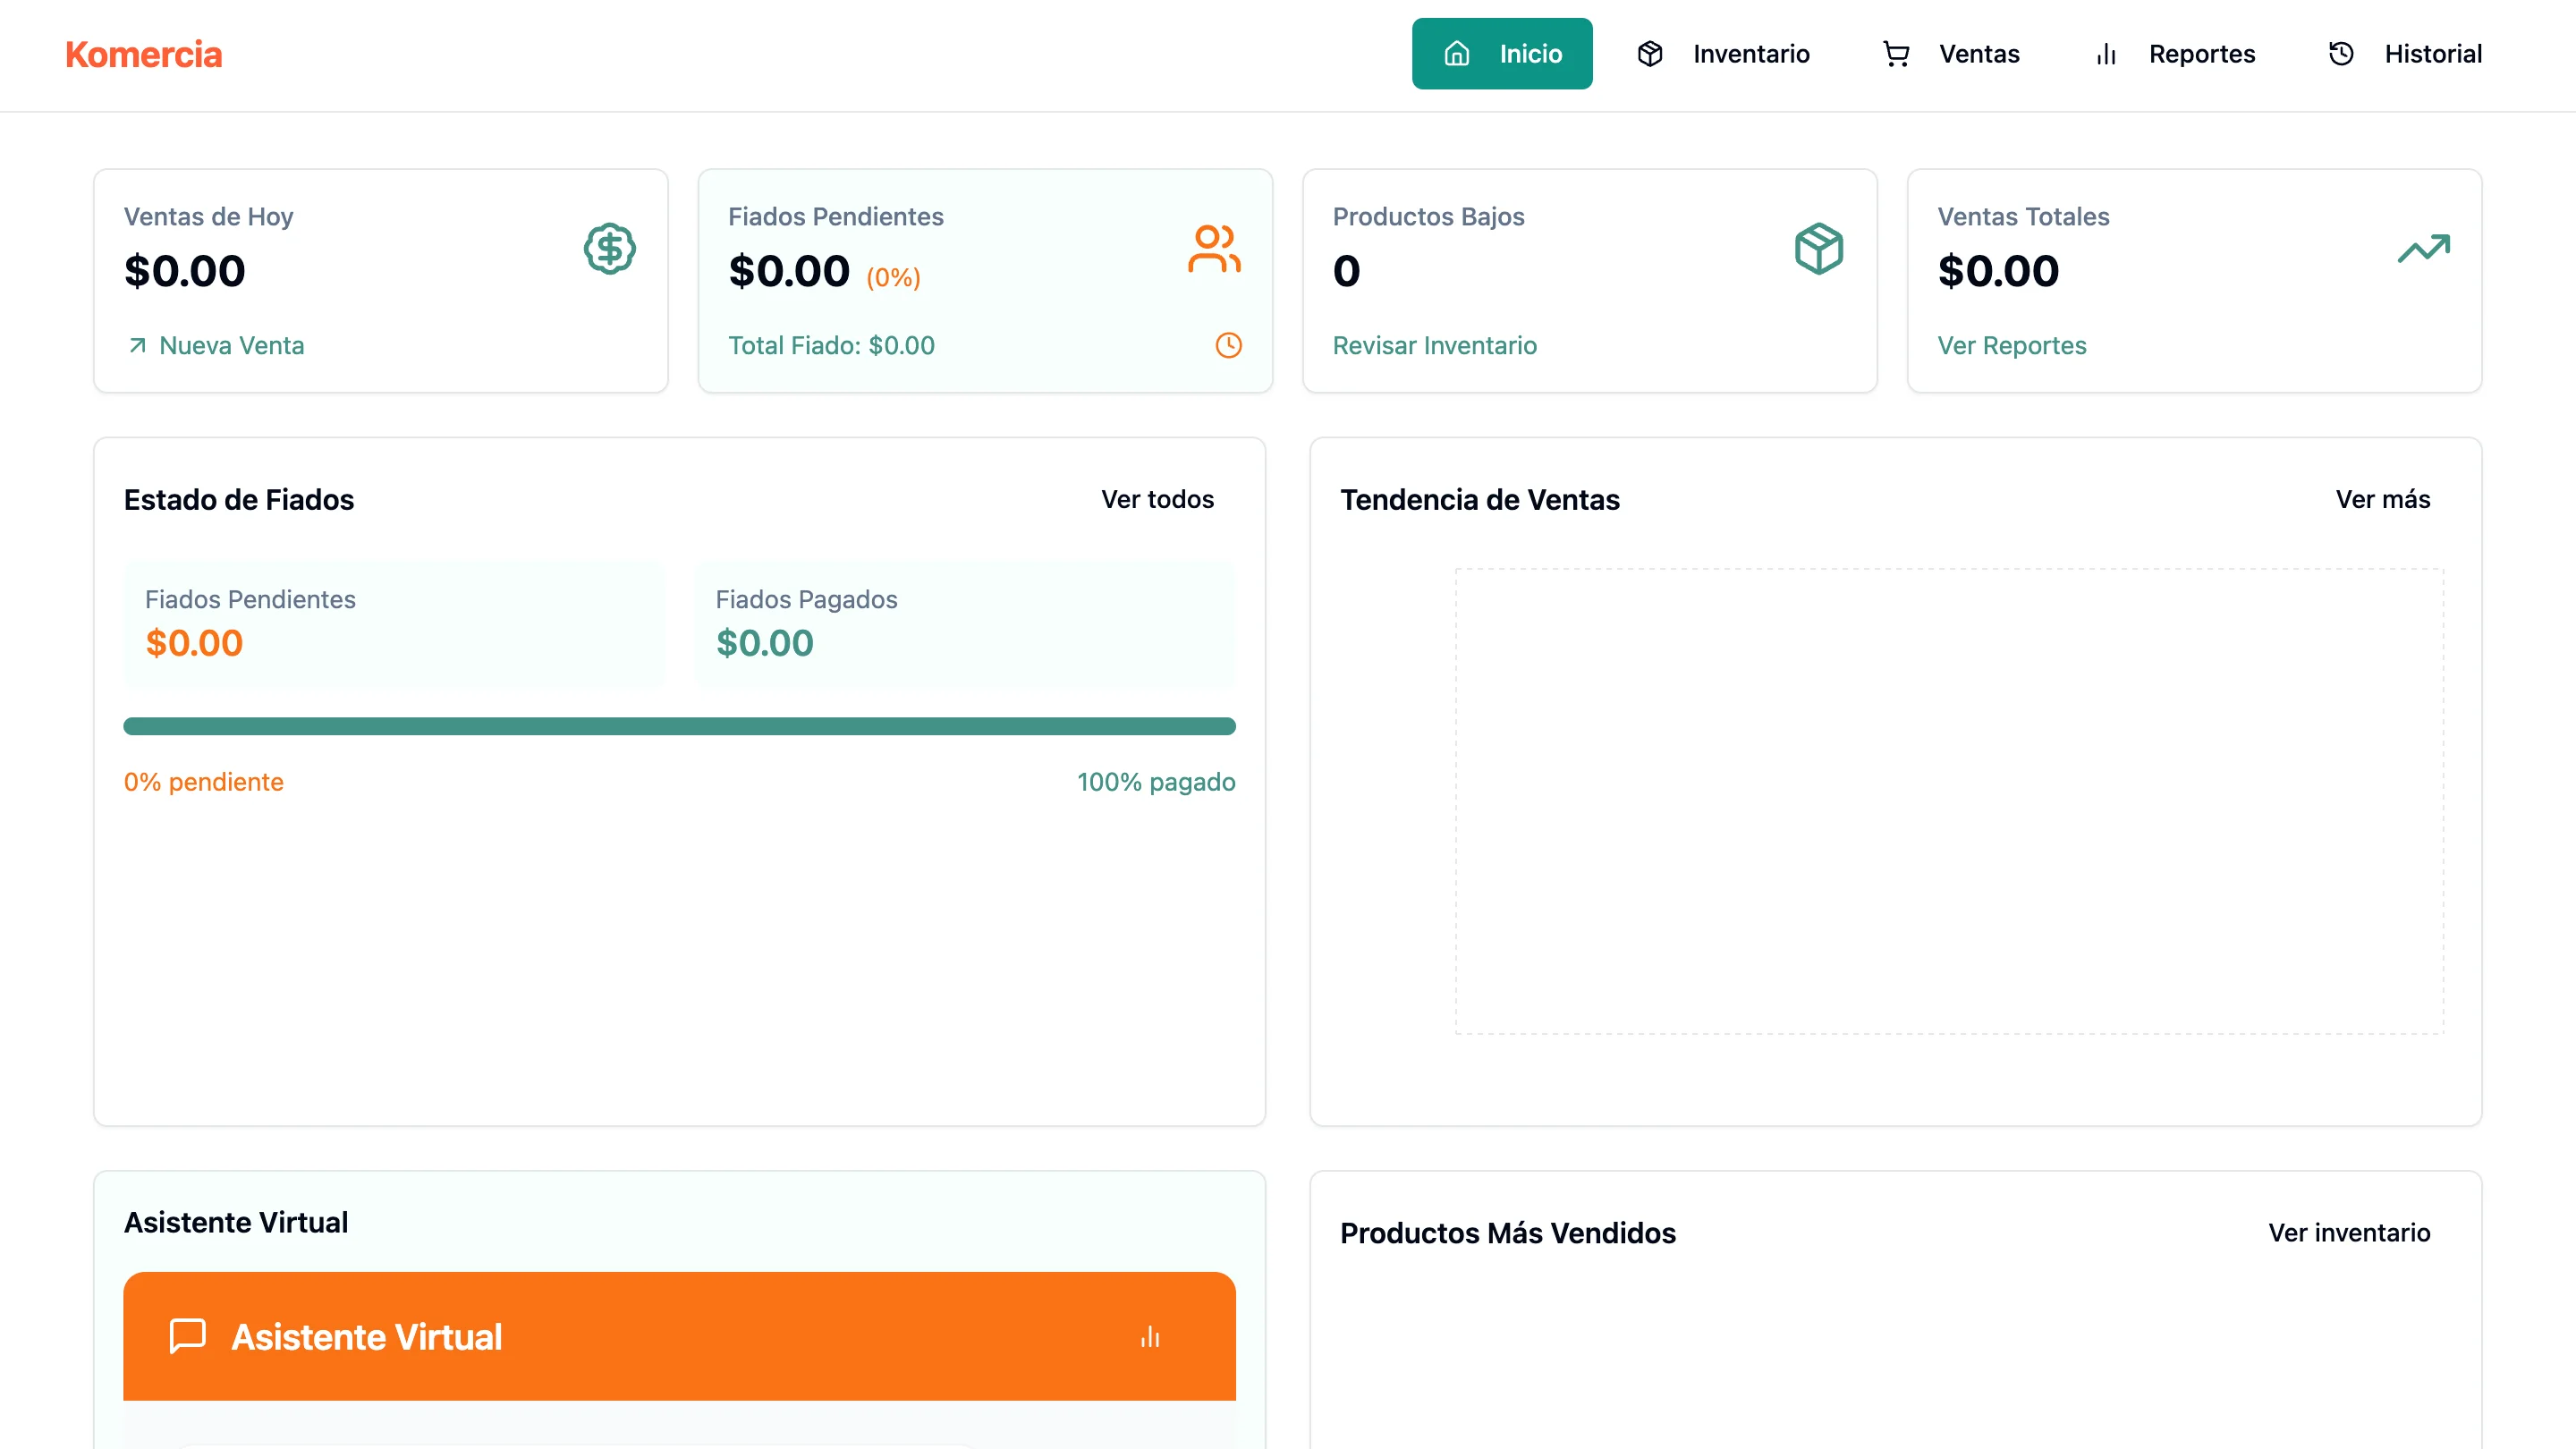 Komercia
Inicio
Inventario
Ventas
Reportes
Historial
Ventas de Hoy
$0.00
Nueva Venta
Fiados Pendientes
$0.00 (0%)
Total Fiado: $0.00
Productos Bajos
0
Revisar Inventario
Ventas Totales
$0.00
Ver Reportes
Estado de Fiados
Ver todos
Fiados Pendientes
$0.00
Fiados Pagados
$0.00
0% pendiente
100% pagado
Tendencia de Ventas
Ver más
Asistente Virtual
Asistente Virtual
Productos Más Vendidos
Ver inventario